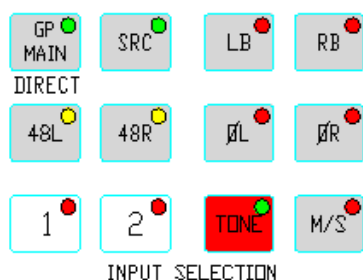 GP MAIN SRC LB RB
DIRECT
48L 48R ØL ØR
1 2 TONE M/S
INPUT SELECTION